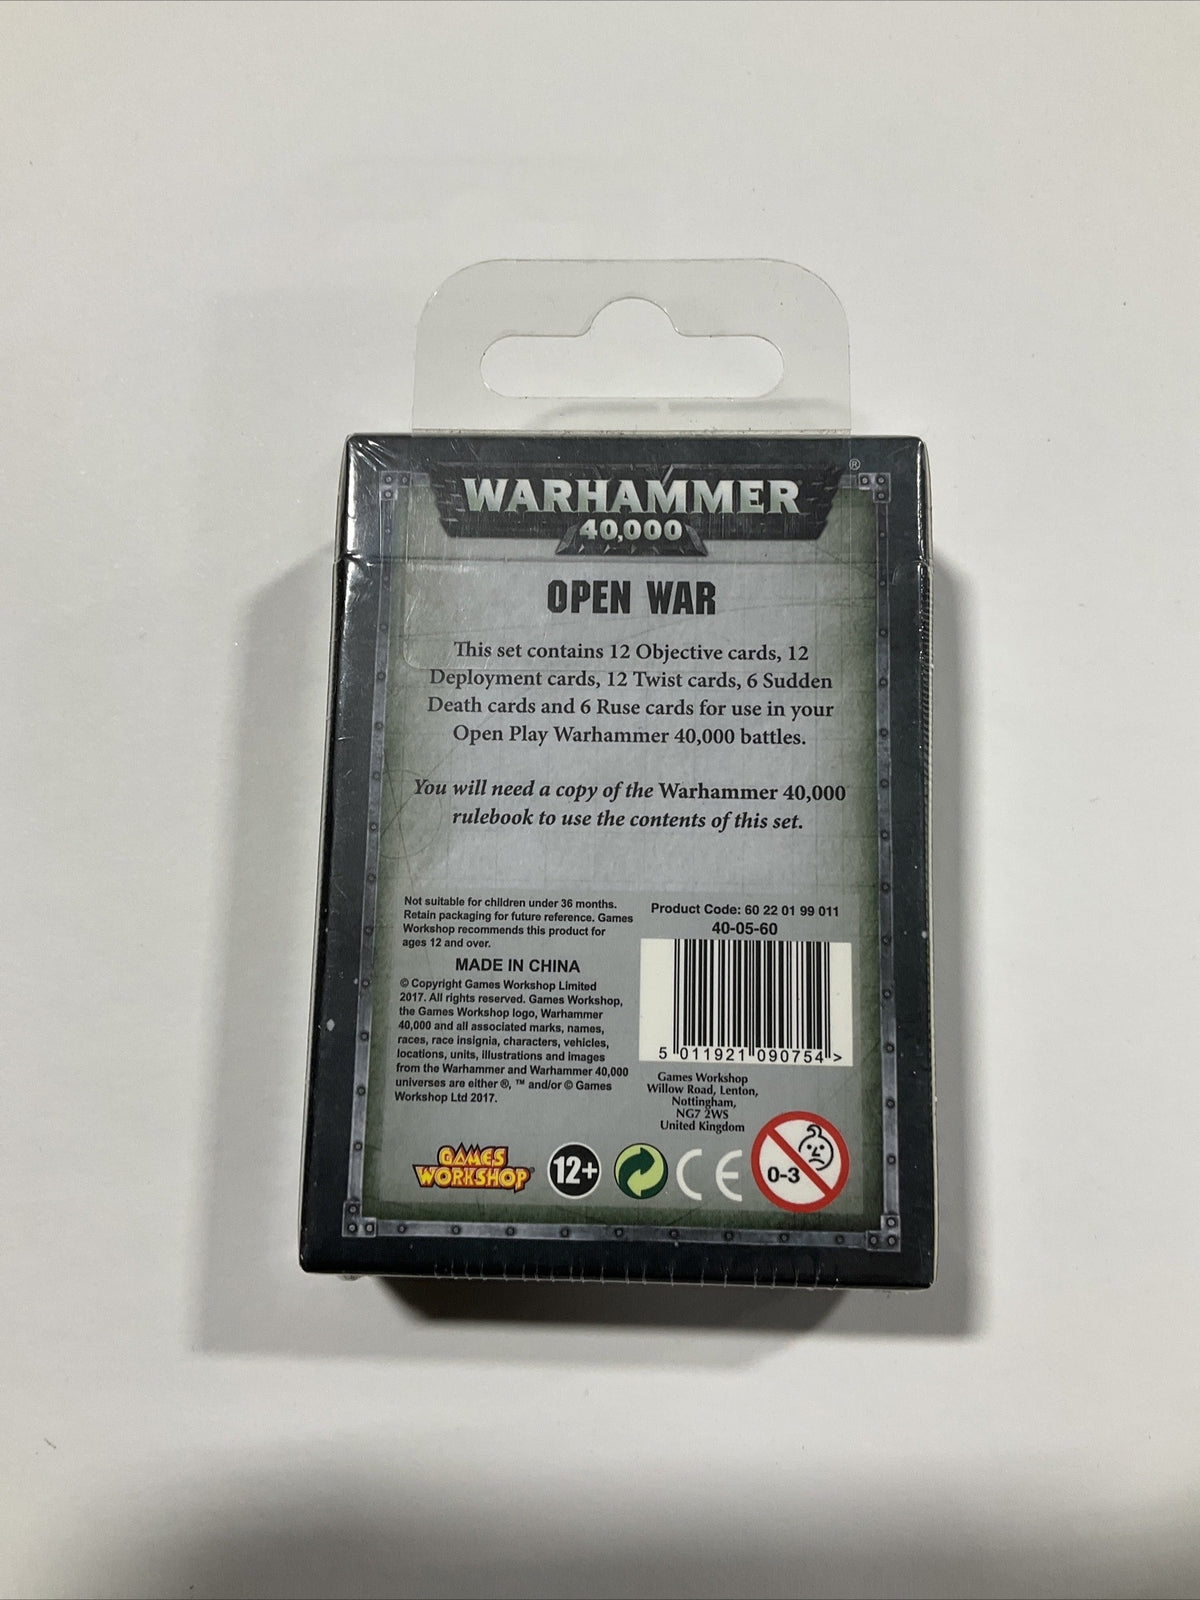 WARHAMMER ®
40,000
OPEN WAR
This set contains 12 Objective cards, 12
Deployment cards, 12 Twist cards, 6 Sudden
Death cards and 6 Ruse cards for use in your
Open Play Warhammer 40,000 battles.
You will need a copy of the Warhammer 40,000
rulebook to use the contents of this set.
Not suitable for children under 36 months.
Retain packaging for future reference. Games
Workshop recommends this product for
ages 12 and over.
MADE IN CHINA
© Copyright Games Workshop Limited
2017. All rights reserved. Games Workshop,
the Games Workshop logo, Warhammer
40,000 and all associated marks, names,
races, race insignia, characters, vehicles,
locations, units, illustrations and images
from the Warhammer and Warhammer 40,000
universes are either ®, ™ and/or © Games
Workshop Ltd 2017.
Product Code: 60 22 01 99 011
40-05-60
5 011921 090754 >
Games Workshop
Willow Road, Lenton,
Nottingham,
NG7 2WS
United Kingdom
GAMES
WORKSHOP®
12+
CE
0-3